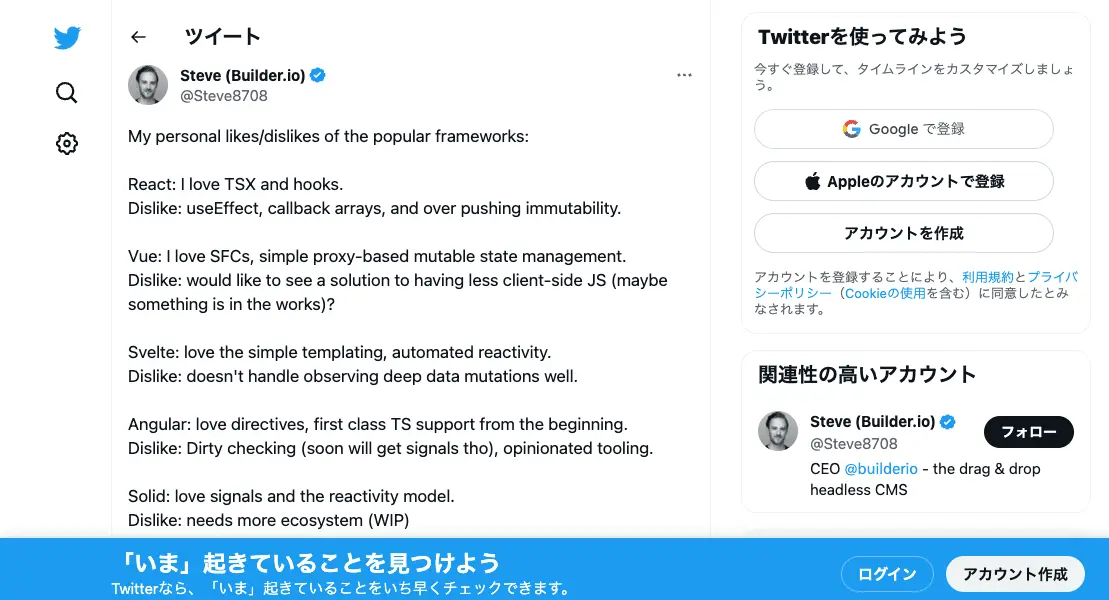 ツイート
Steve (Builder.io)
@Steve8708
My personal likes/dislikes of the popular frameworks:
React: I love TSX and hooks.
Dislike: useEffect, callback arrays, and over pushing immutability.
Vue: I love SFCs, simple proxy-based mutable state management.
Dislike: would like to see a solution to having less client-side JS (maybe
something is in the works)?
Svelte: love the simple templating, automated reactivity.
Dislike: doesn't handle observing deep data mutations well.
Angular: love directives, first class TS support from the beginning.
Dislike: Dirty checking (soon will get signals tho), opinionated tooling.
Solid: love signals and the reactivity model.
Dislike: needs more ecosystem (WIP)
Twitterを使ってみよう
今すぐ登録して、タイムラインをカスタマイズしましょ
う。
Google で登録
Appleのアカウントで登録
アカウントを作成
アカウントを登録することにより、利用規約とプライバ
シーポリシー（Cookieの使用を含む）に同意したとみ
なされます。
関連性の高いアカウント
Steve (Builder.io)
@Steve8708
フォロー
CEO @builderio - the drag & drop
headless CMS
「いま」起きていることを見つけよう
Twitterなら、「いま」起きていることをいち早くチェックできます。
ログイン
アカウント作成